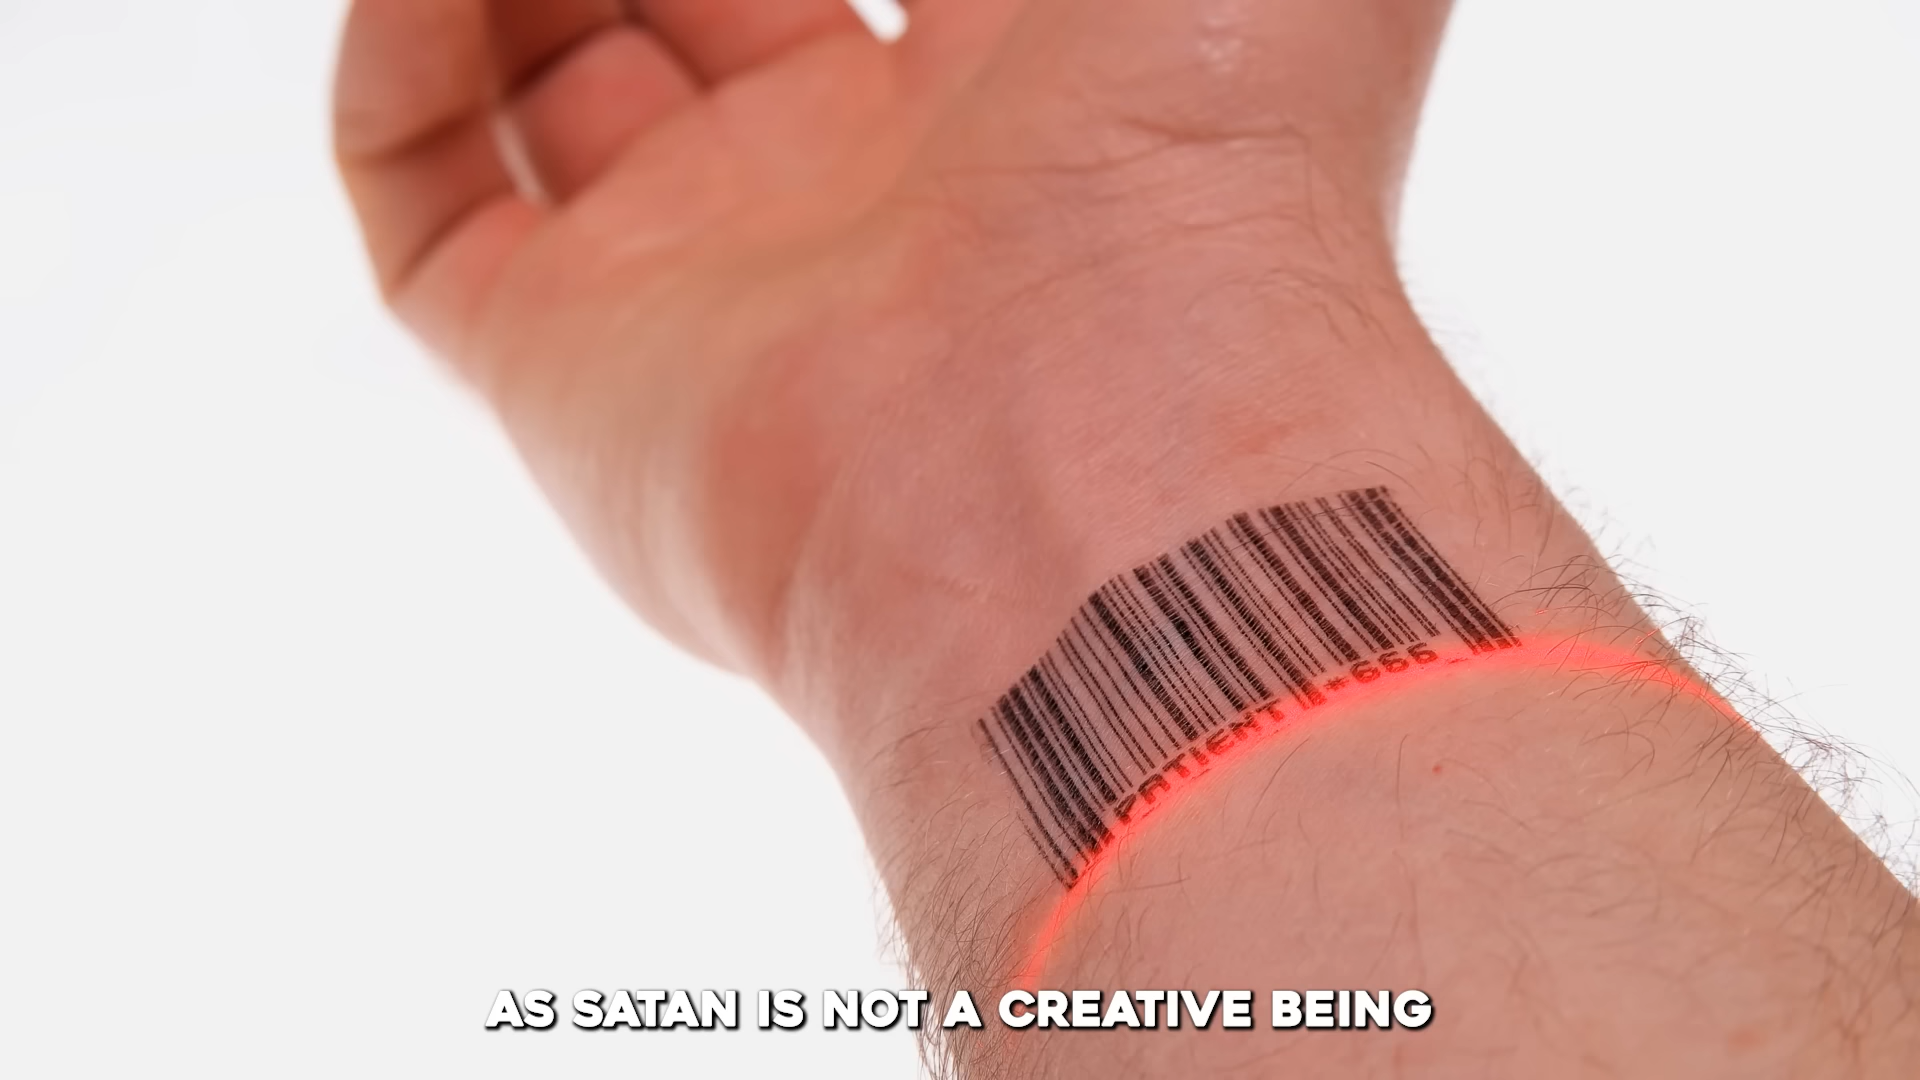 PATIENT *666
AS SATAN IS NOT A CREATIVE BEING